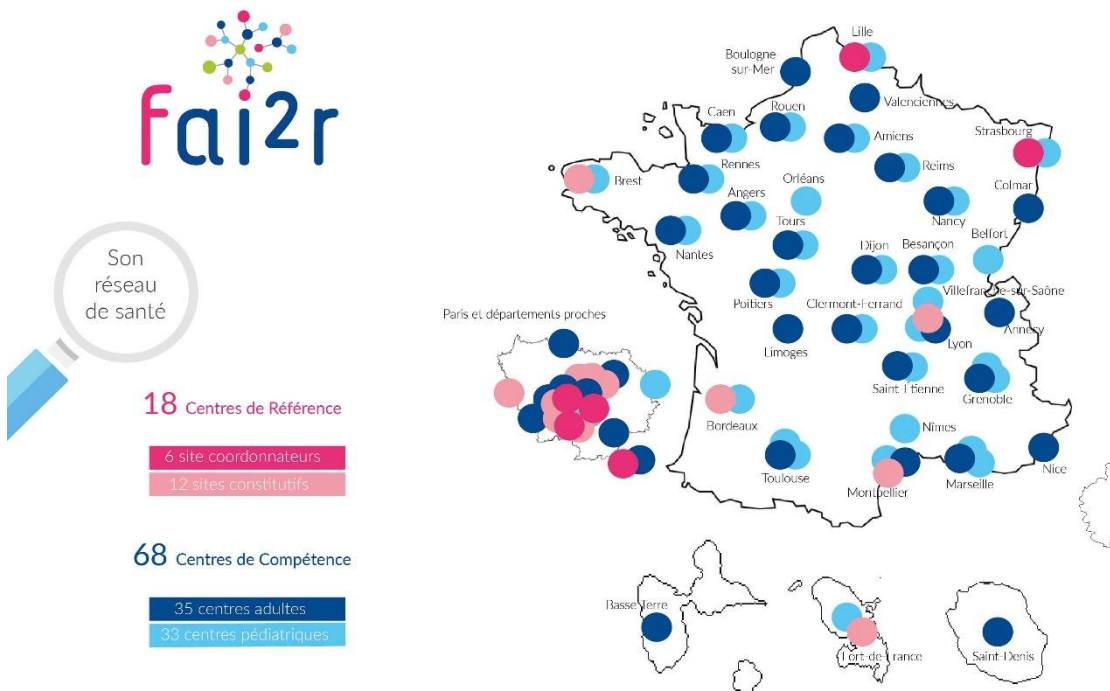 fai2r
Son
réseau
de santé
18 Centres de Référence
6 site coordonnateurs
12 sites constitutifs
68 Centres de Compétence
35 centres adultes
33 centres pédiatriques
Lille
Boulogne
sur-Mer
Valenciennes
Caen
Rouen
Amiens
Strasbourg
Rennes
Reims
Brest
Angers
Orléans
Colmar
Nancy
Nantes
Tours
Dijon
Besançon
Belfort
Poitiers
Clermont-Ferrand
Villefranche-sur-Saône
Annecy
Paris et départements proches
Limoges
Lyon
Saint-Etienne
Grenoble
Bordeaux
Nîmes
Toulouse
Montpellier
Marseille
Nice
Basse Terre
Fort-de-France
Saint-Denis